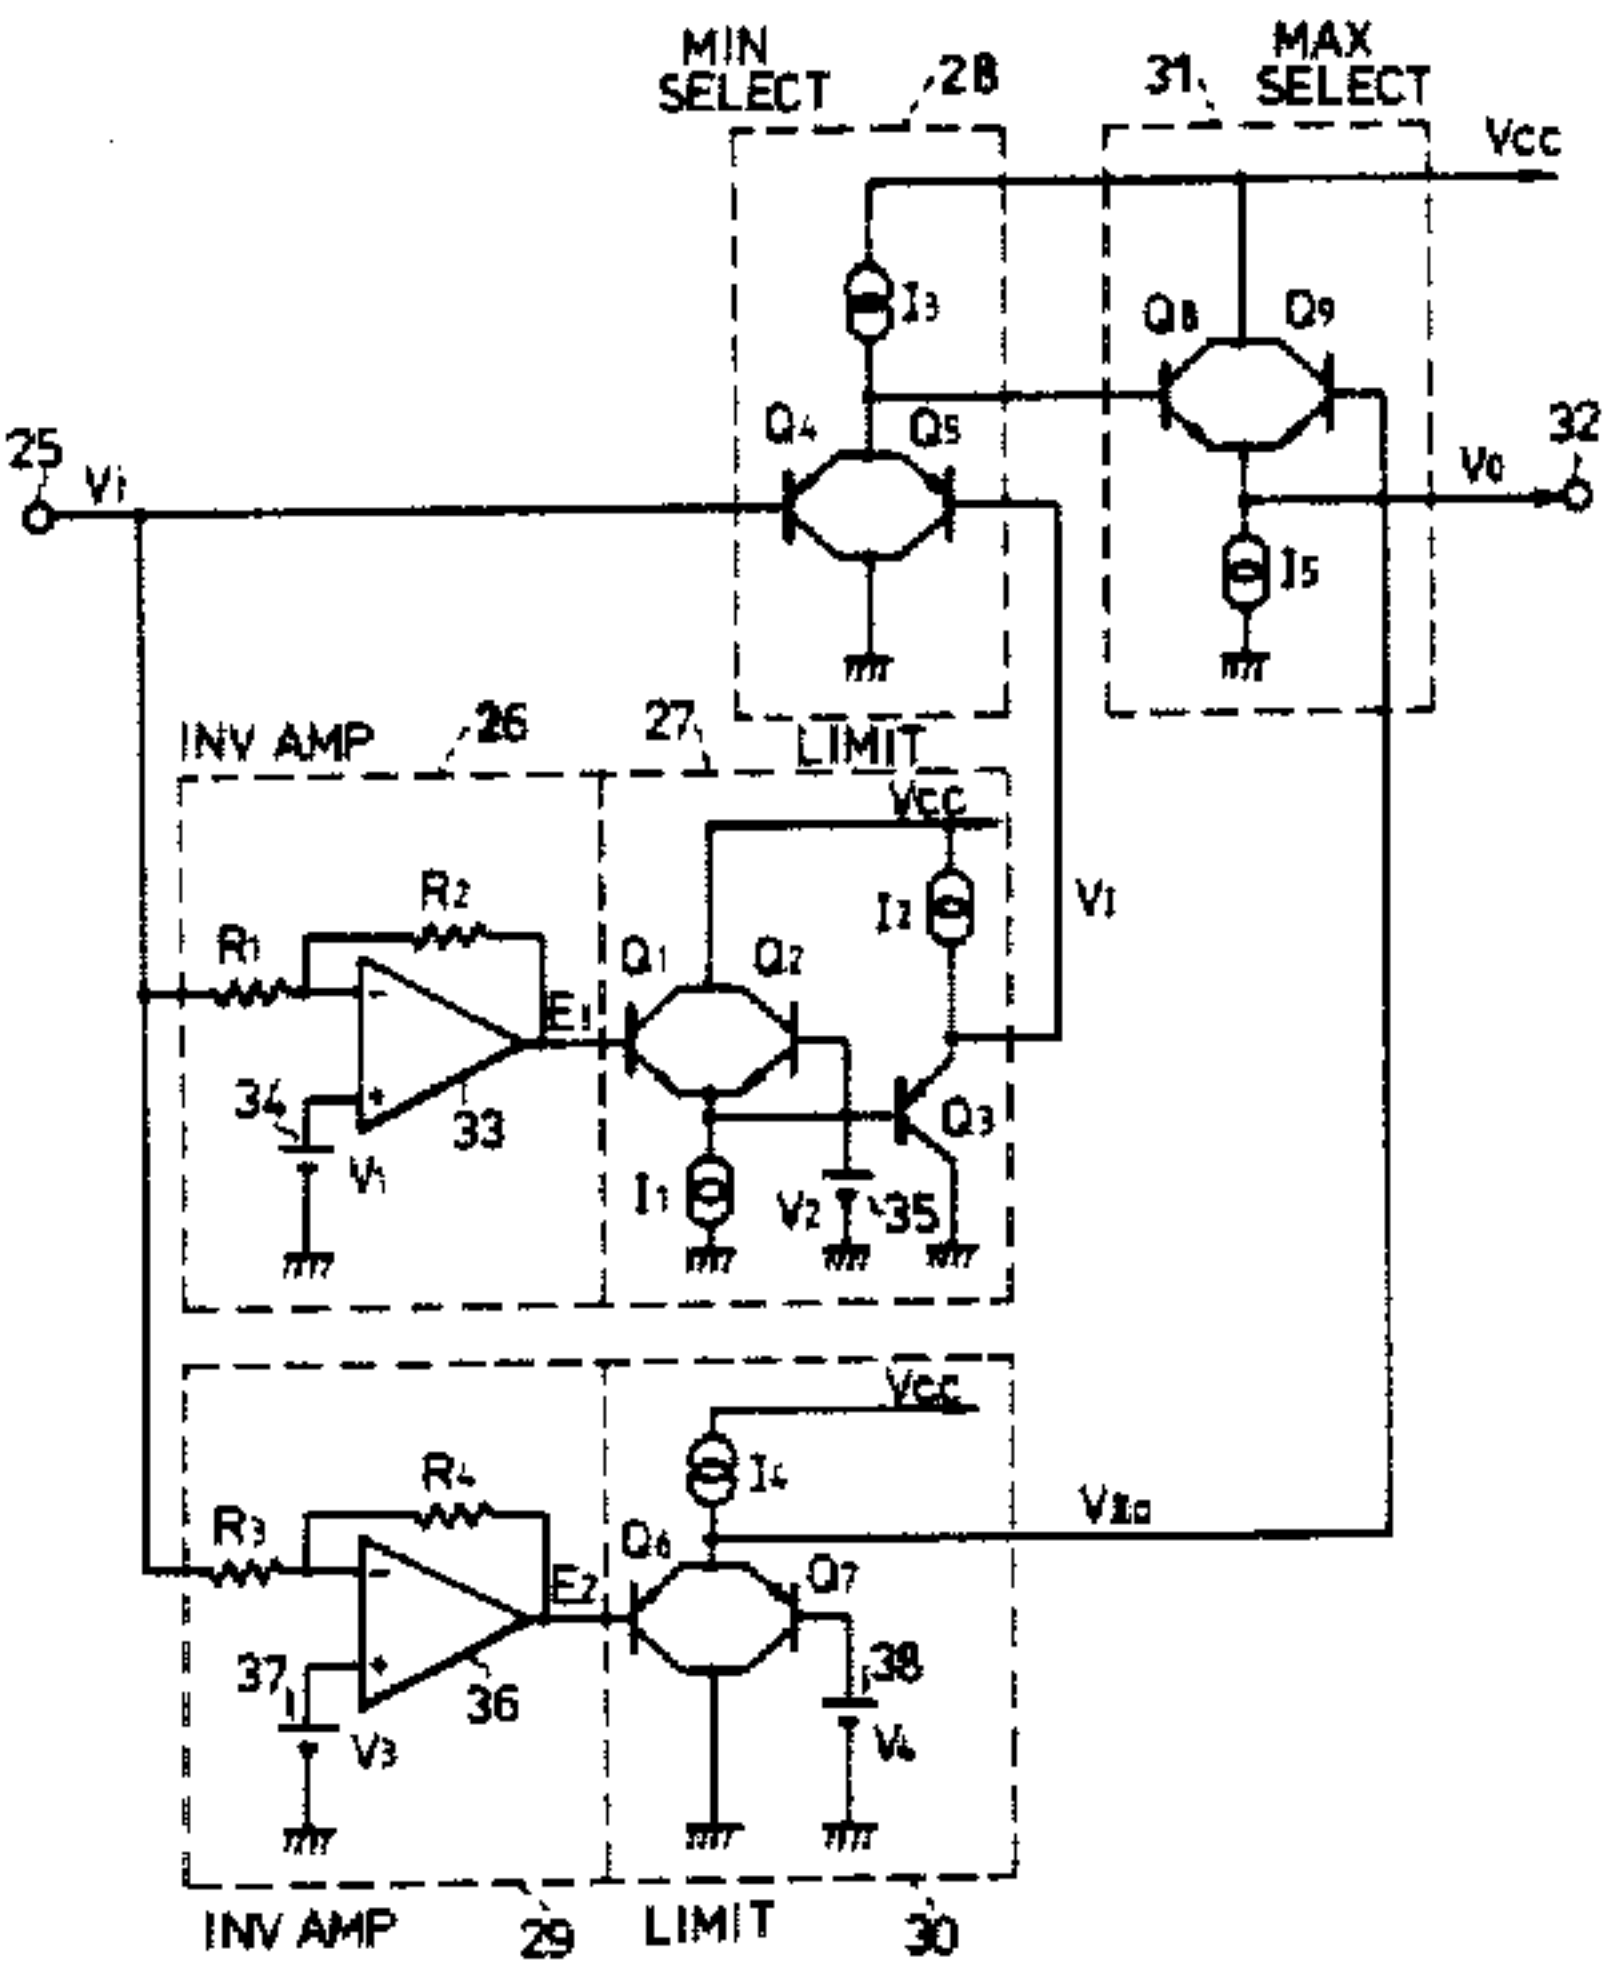 MIN
SELECT
28
31
MAX
SELECT
VCC
I3
Q8
Q9
Q4
Q5
25
Vi
32
Vo
I5
INV AMP
26
27
LIMIT
VCC
R2
I2
VI
R1
Q1
Q2
E1
34
33
Q3
V1
I1
V2
35
VCC
R4
I4
R3
Q6
E2
Q7
37
36
38
V3
V4
INV AMP
29
LIMIT
30